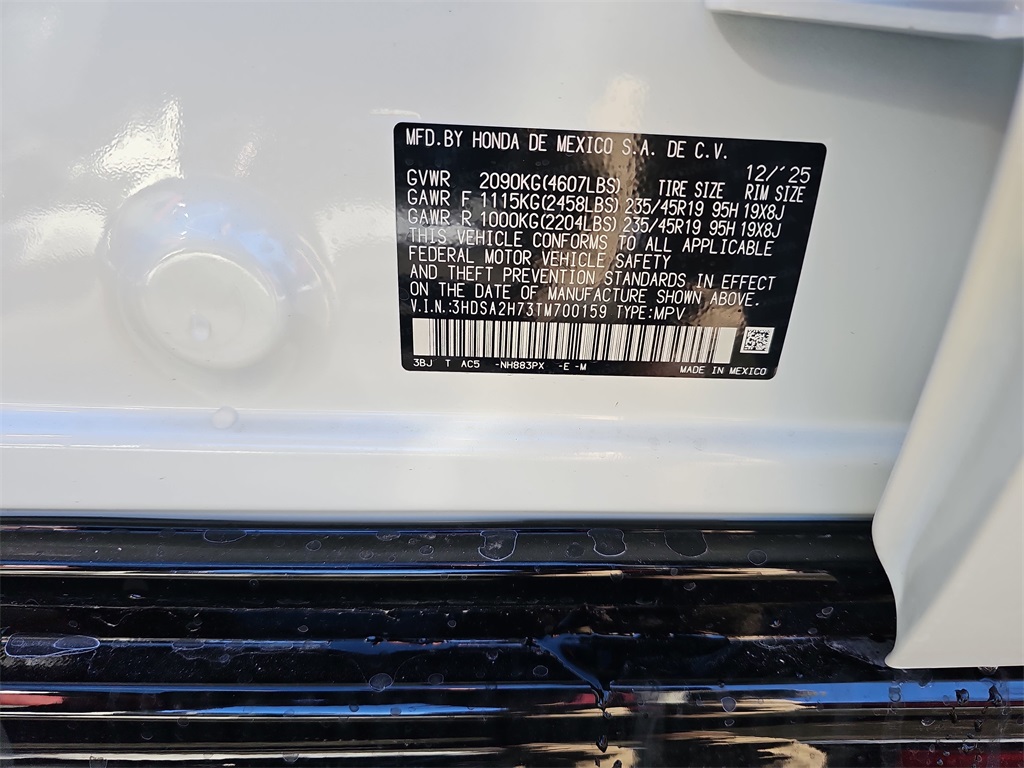 MFD.BY HONDA DE MEXICO S.A. DE C.V.
12/'25
GVWR 2090KG(4607LBS) TIRE SIZE RIM SIZE
GAWR F 1115KG(2458LBS) 235/45R19 95H 19X8J
GAWR R 1000KG(2204LBS) 235/45R19 95H 19X8J
THIS VEHICLE CONFORMS TO ALL APPLICABLE
FEDERAL MOTOR VEHICLE SAFETY
AND THEFT PREVENTION STANDARDS IN EFFECT
ON THE DATE OF MANUFACTURE SHOWN ABOVE.
V.I.N.:3HDSA2H73TM700159 TYPE:MPV
3BJ T AC5 -NH883PX -E -M MADE IN MEXICO